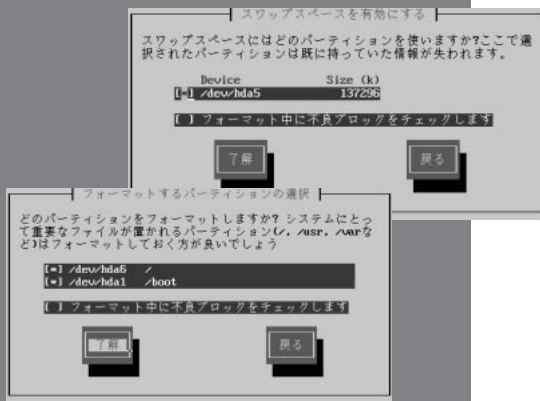 スワップスペースを有効にする
スワップスペースにはどのパーティションを使いますか?ここで選
択されたパーティションは既に持っていた情報が失われます。
Device Size (k)
[*] /dev/hda5 137296
[ ] フォーマット中に不良ブロックをチェックします
了解 戻る
フォーマットするパーティションの選択
どのパーティションをフォーマットしますか? システムにとっ
て重要なファイルが置かれるパーティション(/, /usr, /varな
ど)はフォーマットしておく方が良いでしょう
[*] /dev/hda6 /
[*] /dev/hda1 /boot
[ ] フォーマット中に不良ブロックをチェックします
了解 戻る